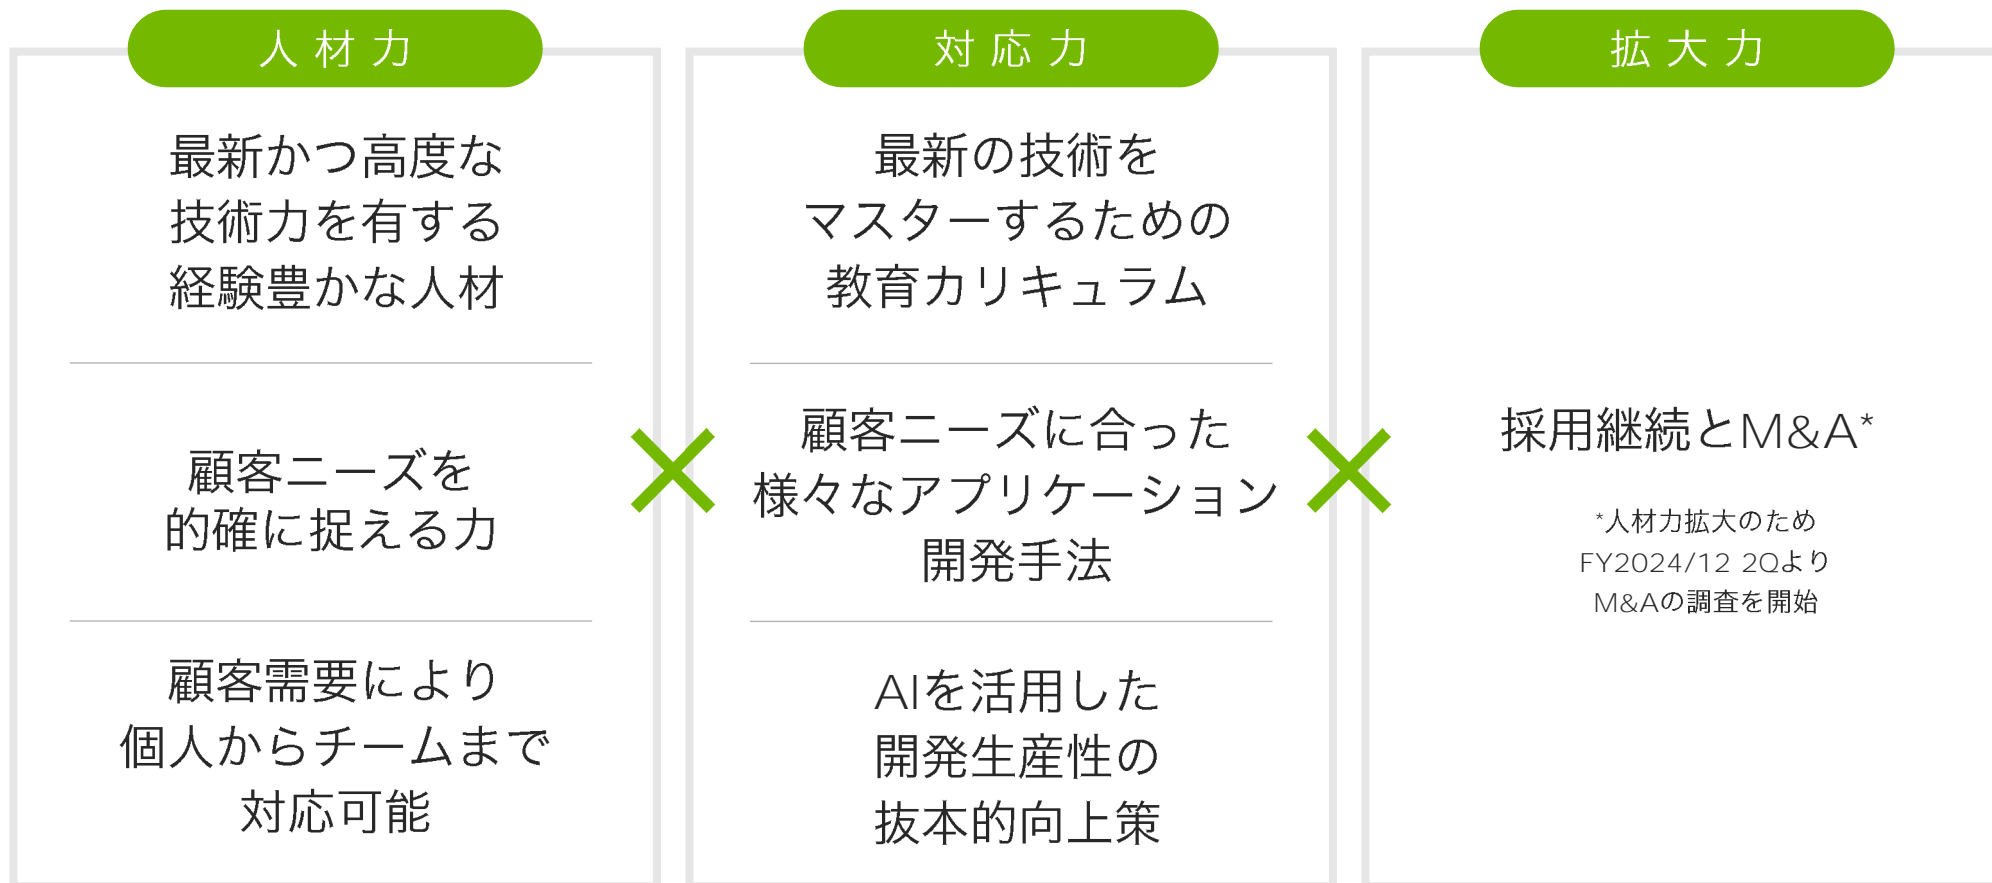 人材力
最新かつ高度な
技術力を有する
経験豊かな人材
顧客ニーズを
的確に捉える力
顧客需要により
個人からチームまで
対応可能
対応力
最新の技術を
マスターするための
教育カリキュラム
顧客ニーズに合った
様々なアプリケーション
開発手法
AIを活用した
開発生産性の
抜本的向上策
拡大力
採用継続とM&A*
*人材力拡大のため
FY2024/12 2Qより
M&Aの調査を開始